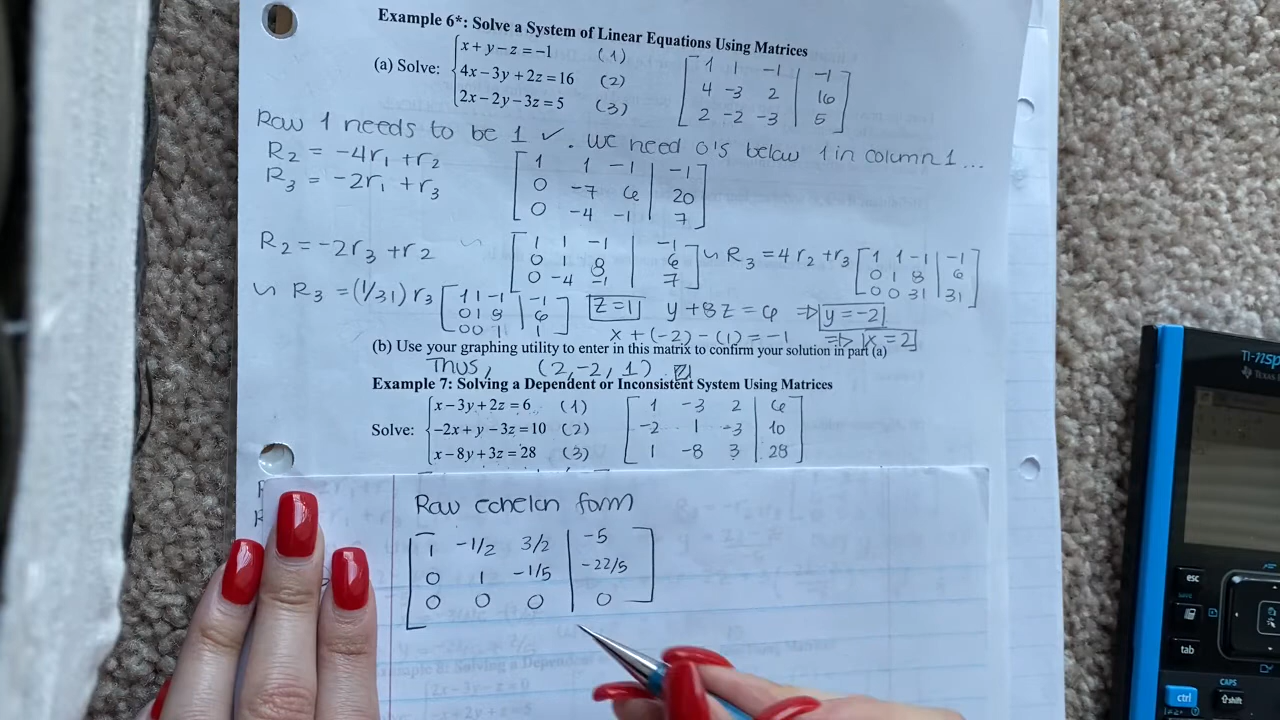 Example 6*: Solve a System of Linear Equations Using Matrices
(a) Solve: { x + y − z = −1 (1) [ 1 1 -1 | -1 ]
4x − 3y + 2z = 16 (2) [ 4 -3 2 | 16 ]
2x − 2y − 3z = 5 (3) [ 2 -2 -3 | 5 ]
Row 1 needs to be 1 ✓. We need 0's below 1 in column 1 ...
R2 = -4r1 + r2 [ 1 1 -1 | -1 ]
R3 = -2r1 + r3 [ 0 -7 6 | 20 ]
[ 0 -4 -1 | 7 ]
R2 = -2r3 + r2 ~ [ 1 1 -1 | -1 ] ~ R3 = 4r2 + r3 [ 1 1 -1 | -1 ]
[ 0 1 8 | 6 ] [ 0 1 8 | 6 ]
[ 0 -4 -1 | 7 ] [ 0 0 31 | 31 ]
~ R3 = (1/31) r3 [ 1 1 -1 | -1 ] z=1 y + 8z = 6 ⇒ y = -2
[ 0 1 8 | 6 ]
[ 0 0 1 | 1 ] x + (-2) - (1) = -1 ⇒ x = 2
(b) Use your graphing utility to enter in this matrix to confirm your solution in part (a)
Thus, (2, -2, 1).
Example 7: Solving a Dependent or Inconsistent System Using Matrices
Solve: { x − 3y + 2z = 6 (1) [ 1 -3 2 | 6 ]
−2x + y − 3z = 10 (2) [ -2 1 -3 | 10 ]
x − 8y + 3z = 28 (3) [ 1 -8 3 | 28 ]
Row echelon form
[ 1 -1/2 3/2 | -5 ]
[ 0 1 -1/5 | -22/5 ]
[ 0 0 0 | 0 ]
TI-nsp
esc
tab
ctrl
CAPS
⇧shift